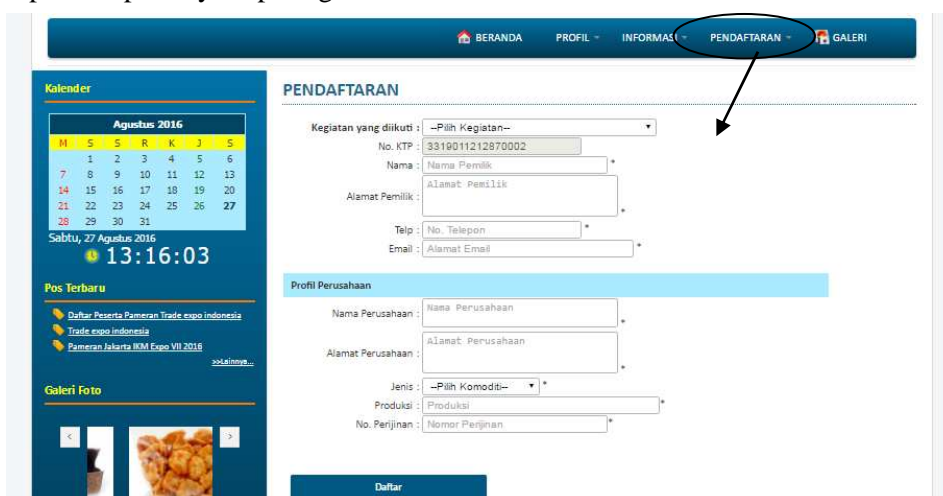 BERANDA PROFIL INFORMASI PENDAFTARAN GALERI
Kalender
Agustus 2016
M S S R K J S
1 2 3 4 5 6
7 8 9 10 11 12 13
14 15 16 17 18 19 20
21 22 23 24 25 26 27
28 29 30 31
Sabtu, 27 Agustus 2016
13:16:03
Pos Terbaru
Daftar Peserta Pameran Trade expo indonesia
Trade expo indonesia
Pameran Jakarta IKM Expo VII 2016
>>Lainnya...
Galeri Foto
< >
PENDAFTARAN
Kegiatan yang diikuti : --Pilih Kegiatan--
No. KTP : 3319011212870002
Nama : Nama Pemilik *
Alamat Pemilik : Alamat Pemilik *
Telp : No. Telepon *
Email : Alamat Email *
Profil Perusahaan
Nama Perusahaan : Nama Perusahaan *
Alamat Perusahaan : Alamat Perusahaan *
Jenis : --Pilih Komoditi-- *
Produksi : Produksi *
No. Perijinan : Nomor Perijinan *
Daftar